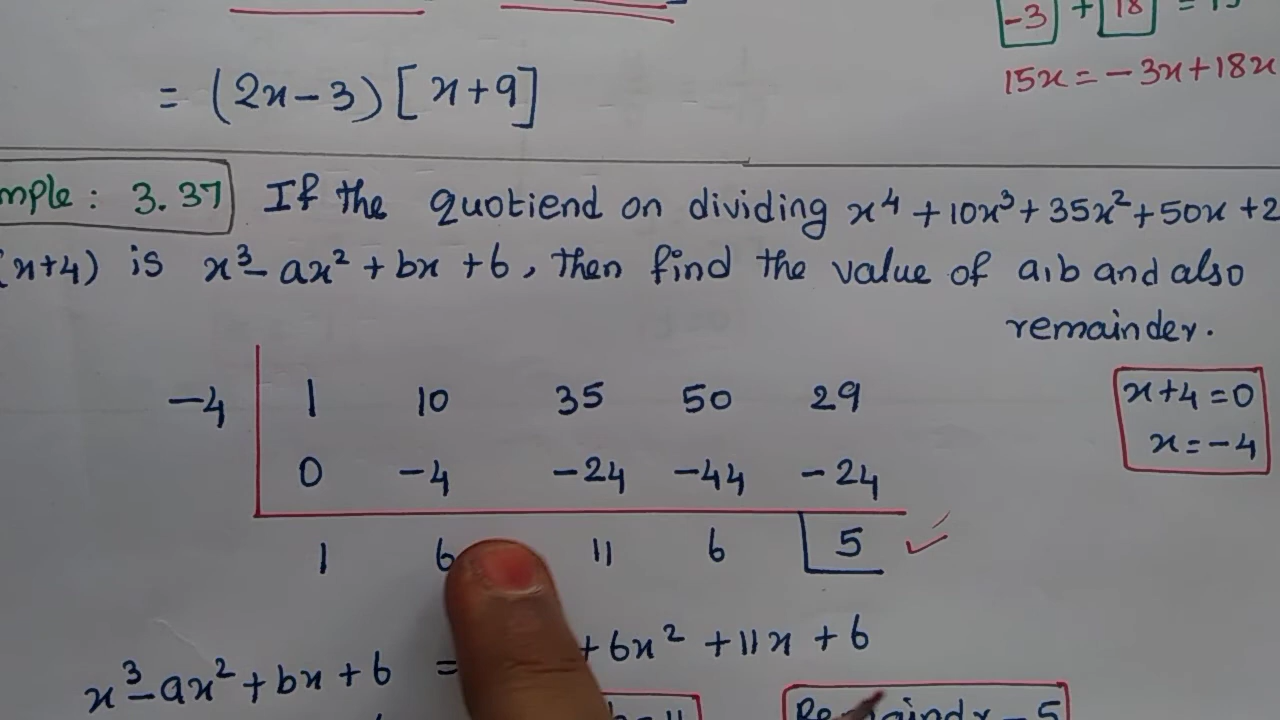 -3 + 18 = 15
= (2x-3)[x+9]
15x = -3x+18x
mple: 3.37 If the quotiend on dividing x⁴ +10x³+35x²+50x+2
(x+4) is x³- ax² + bx +6, then find the value of a,b and also
remainder.
-4 1 10 35 50 29
0 -4 -24 -44 -24
x+4=0
x=-4
1 6 11 6 5 ✓
x³-ax²+bx+6 = +6x² +11x+6